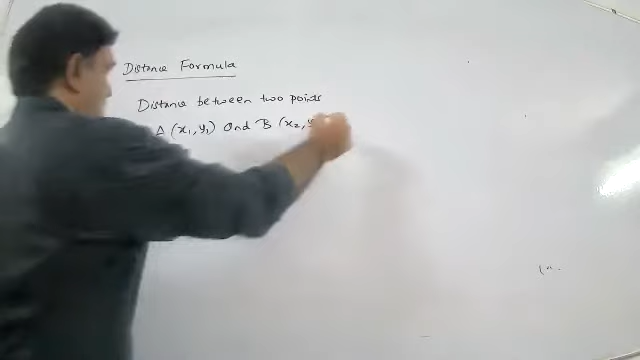 Distance Formula
Distance between two points
A (x₁, y₁) and B (x₂, y